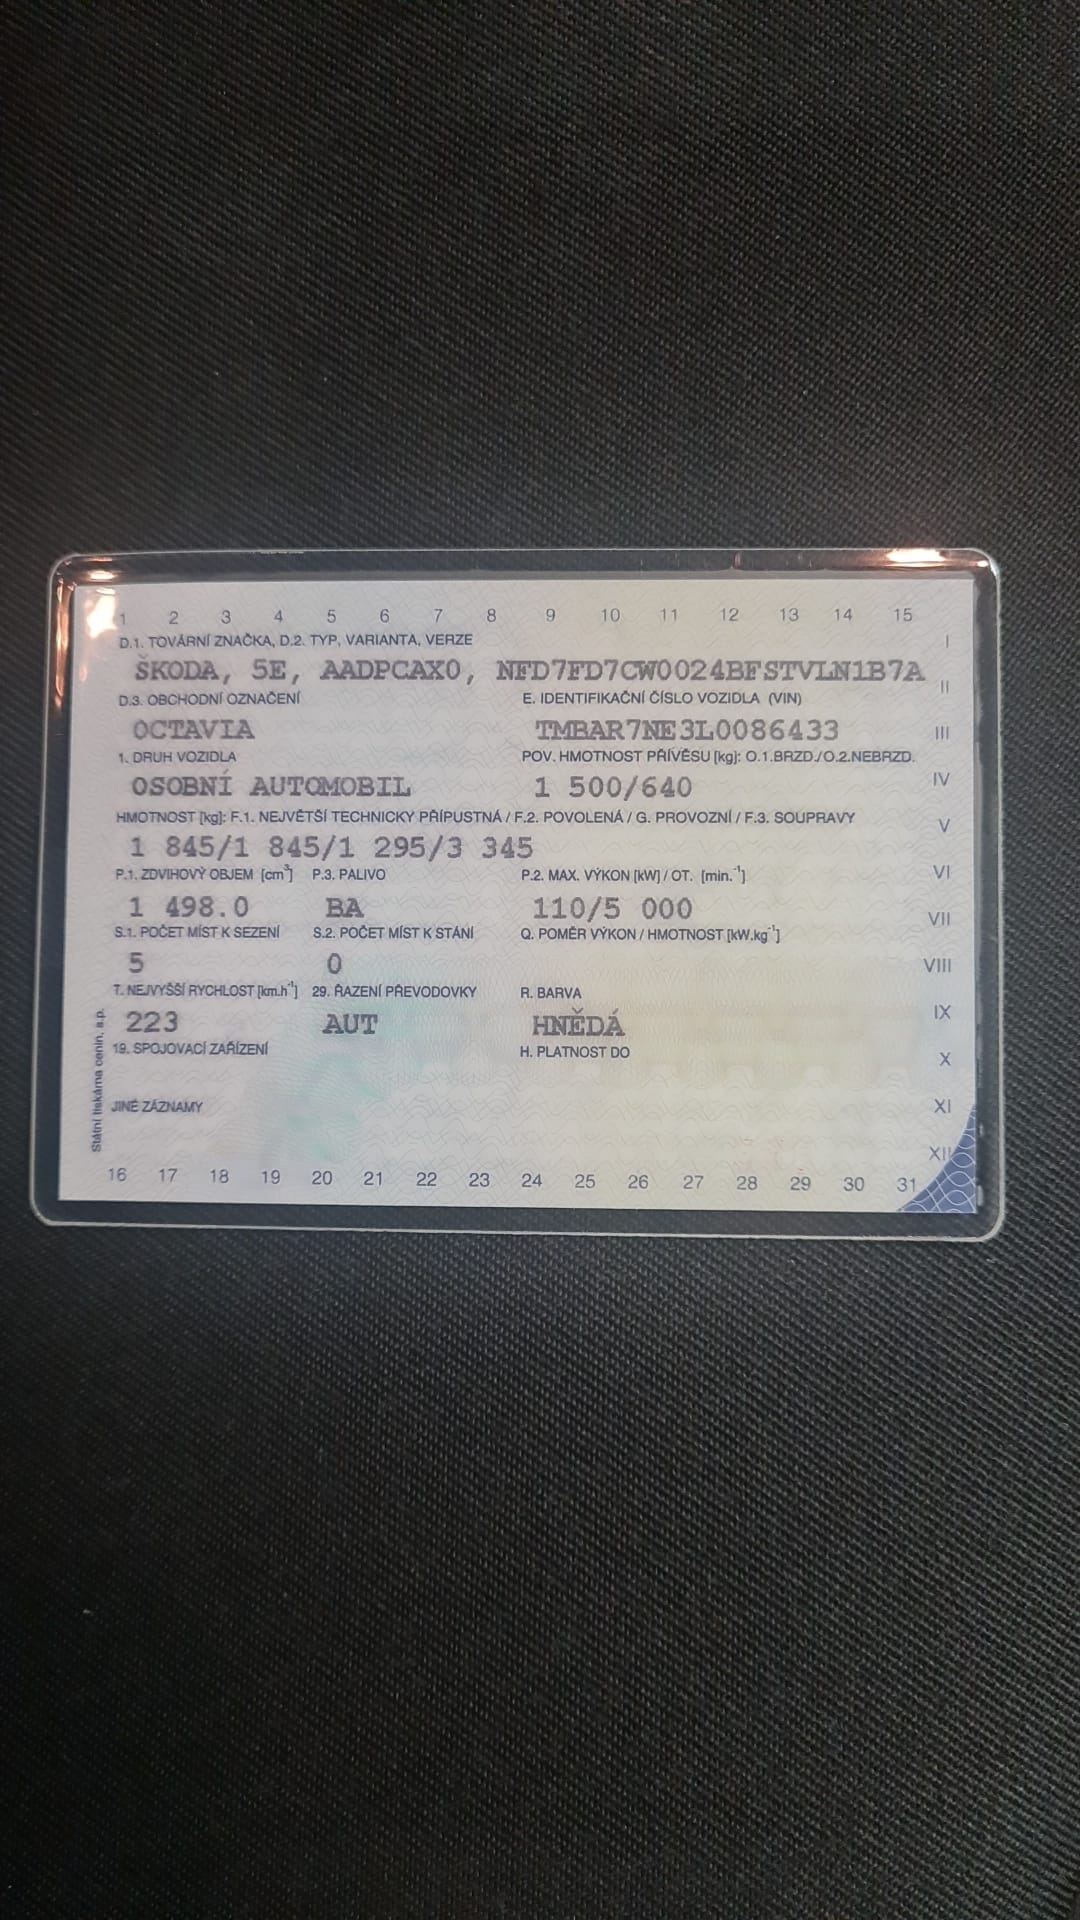 1 2 3 4 5 6 7 8 9 10 11 12 13 14 15
D.1. TOVÁRNÍ ZNAČKA, D.2. TYP, VARIANTA, VERZE
I
ŠKODA, 5E, AADPCAX0, NFD7FD7CW0024BFSTVLN1B7A
II
D.3. OBCHODNÍ OZNAČENÍ E. IDENTIFIKAČNÍ ČÍSLO VOZIDLA (VIN)
OCTAVIA TMBAR7NE3L0086433
III
1. DRUH VOZIDLA POV. HMOTNOST PŘÍVĚSU [kg]: O.1.BRZD./O.2.NEBRZD.
OSOBNÍ AUTOMOBIL 1 500/640
IV
HMOTNOST [kg]: F.1. NEJVĚTŠÍ TECHNICKY PŘÍPUSTNÁ / F.2. POVOLENÁ / G. PROVOZNÍ / F.3. SOUPRAVY
V
1 845/1 845/1 295/3 345
P.1. ZDVIHOVÝ OBJEM [cm³] P.3. PALIVO P.2. MAX. VÝKON [kW] / OT. [min.⁻¹]
VI
1 498.0 BA 110/5 000
VII
S.1. POČET MÍST K SEZENÍ S.2. POČET MÍST K STÁNÍ Q. POMĚR VÝKON / HMOTNOST [kW.kg⁻¹]
5 0
VIII
T. NEJVYŠŠÍ RYCHLOST [km.h⁻¹] 29. ŘAZENÍ PŘEVODOVKY R. BARVA
223 AUT HNĚDÁ
IX
19. SPOJOVACÍ ZAŘÍZENÍ H. PLATNOST DO
X
JINÉ ZÁZNAMY
XI
XII
16 17 18 19 20 21 22 23 24 25 26 27 28 29 30 31
Státní tiskárna cenin, s.p.